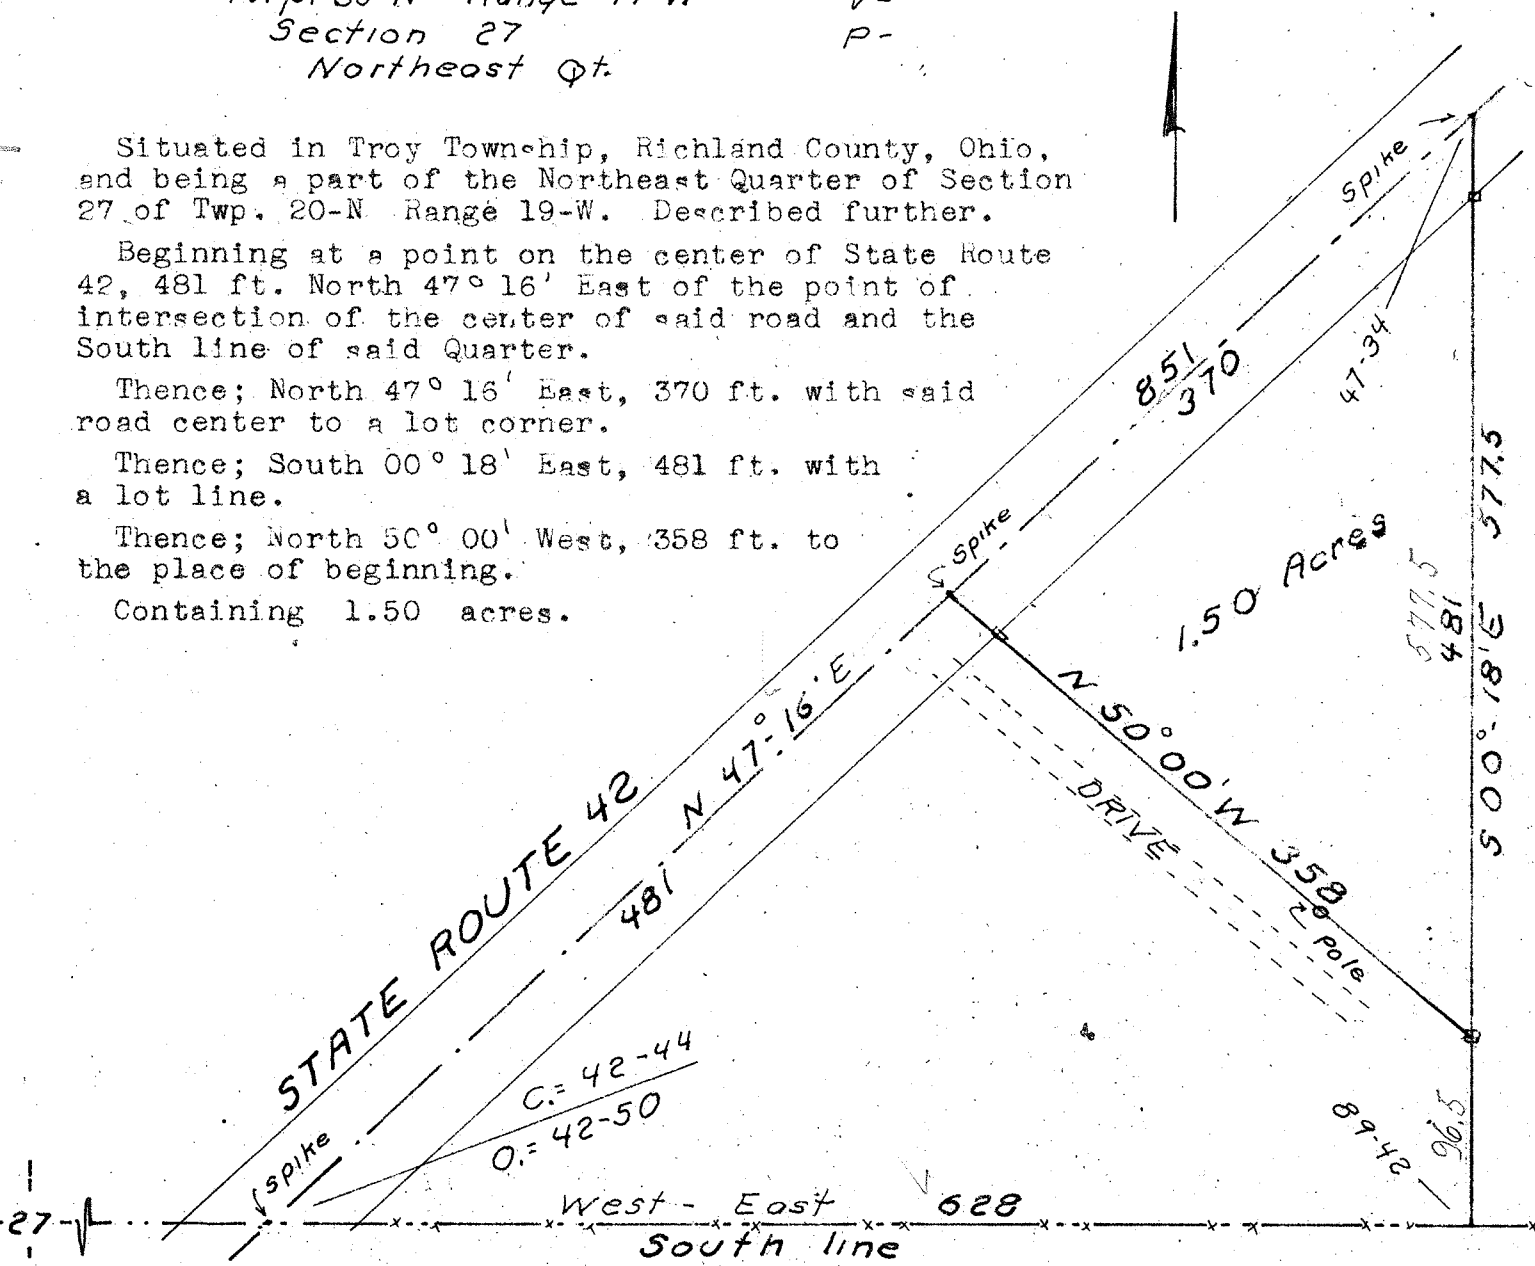 Section 27
Northeast Qt.
P-
Situated in Troy Township, Richland County, Ohio,
and being a part of the Northeast Quarter of Section
27 of Twp. 20-N Range 19-W. Described further.
Beginning at a point on the center of State Route
42, 481 ft. North 47° 16' East of the point of
intersection of the center of said road and the
South line of said Quarter.
Thence; North 47° 16' East, 370 ft. with said
road center to a lot corner.
Thence; South 00° 18' East, 481 ft. with
a lot line.
Thence; North 50° 00' West, 358 ft. to
the place of beginning.
Containing 1.50 acres.
Spike
47-34
851
370
577.5
Spike
1.50 Acres
577.5
481
S 00°-18'E
N 47°-16'E
481
N 50°00'W 358
DRIVE
Pole
STATE ROUTE 42
C.= 42-44
O.= 42-50
Spike
89-42
96.5
27
West - East 628
South line